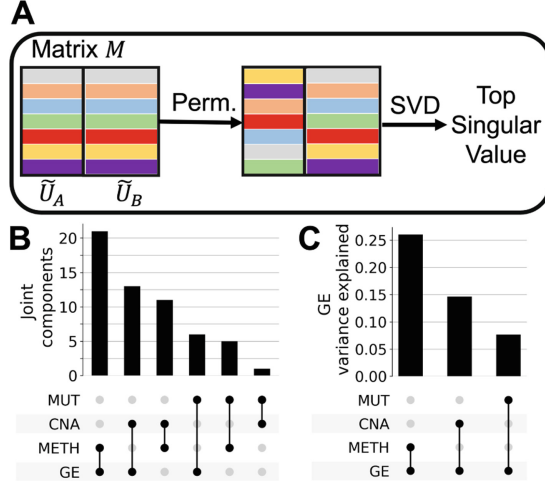 A
Matrix M
Perm.
SVD
Top
Singular
Value
Ũ_A
Ũ_B
B
Joint
components
20
15
10
5
0
MUT
CNA
METH
GE
C
GE
variance explained
0.25
0.20
0.15
0.10
0.05
0.00
MUT
CNA
METH
GE